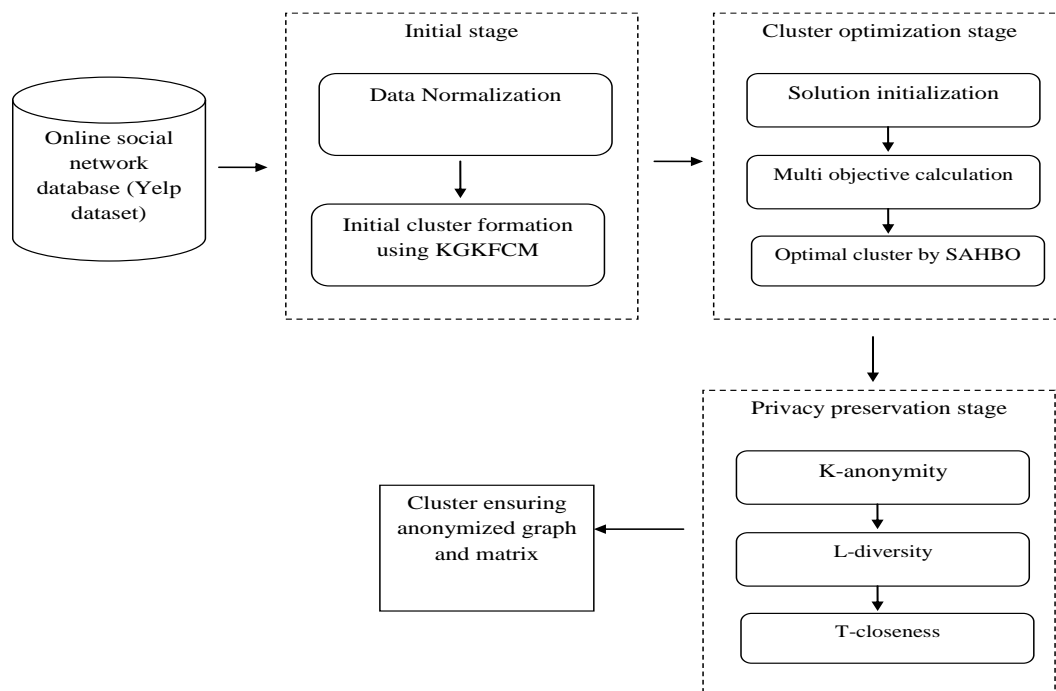 Online social
network
database (Yelp
dataset)
Initial stage
Data Normalization
Initial cluster formation
using KGKFCM
Cluster optimization stage
Solution initialization
Multi objective calculation
Optimal cluster by SAHBO
Privacy preservation stage
K-anonymity
L-diversity
T-closeness
Cluster ensuring
anonymized graph
and matrix